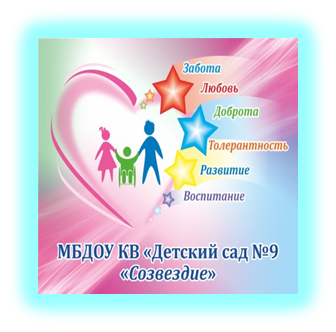 Забота
Любовь
Доброта
Толерантность
Развитие
Воспитание
МБДОУ КВ «Детский сад №9
«Созвездие»